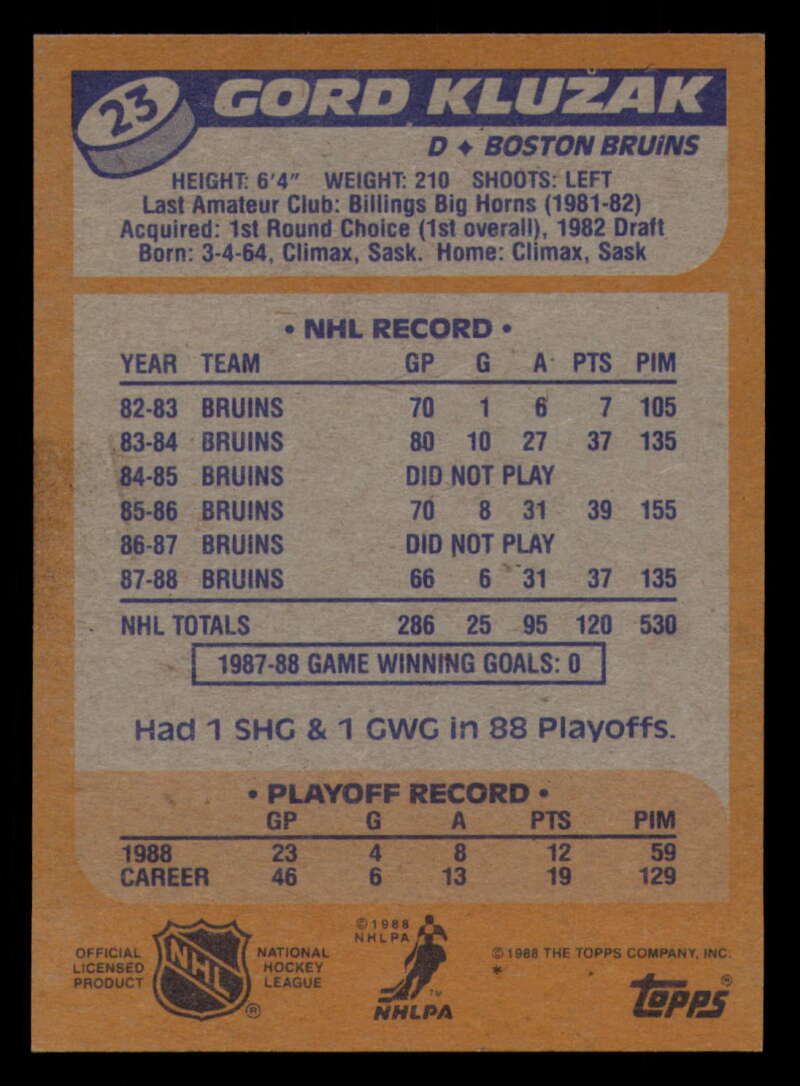 23 GORD KLUZAK
D ♦ BOSTON BRUiNS
HEIGHT: 6'4" WEIGHT: 210 SHOOTS: LEFT
Last Amateur Club: Billings Big Horns (1981-82)
Acquired: 1st Round Choice (1st overall), 1982 Draft
Born: 3-4-64, Climax, Sask. Home: Climax, Sask
• NHL RECORD •
YEAR TEAM GP G A PTS PIM
82-83 BRUINS 70 1 6 7 105
83-84 BRUINS 80 10 27 37 135
84-85 BRUINS DID NOT PLAY
85-86 BRUINS 70 8 31 39 155
86-87 BRUINS DID NOT PLAY
87-88 BRUINS 66 6 31 37 135
NHL TOTALS 286 25 95 120 530
1987-88 GAME WINNING GOALS: 0
Had 1 SHG & 1 GWG in 88 Playoffs.
• PLAYOFF RECORD •
GP G A PTS PIM
1988 23 4 8 12 59
CAREER 46 6 13 19 129
OFFICIAL
LICENSED
PRODUCT
NHL ®
NATIONAL
HOCKEY
LEAGUE
© 1988
NHLPA
TM
NHLPA
© 1988 THE TOPPS COMPANY, INC.
*
topps ®